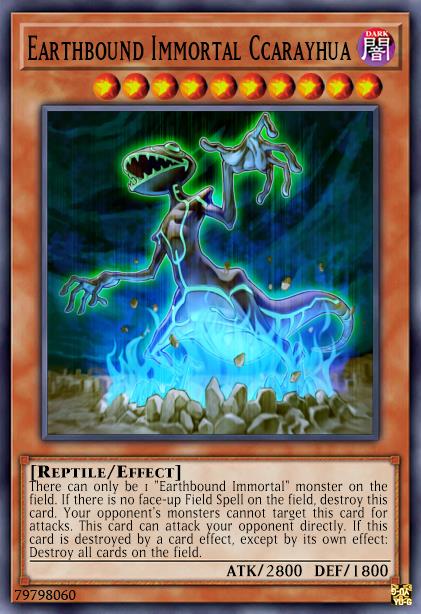 EARTHBOUND IMMORTAL CCARAYHUA
DARK
闇
[REPTILE/EFFECT]
There can only be 1 "Earthbound Immortal" monster on the
field. If there is no face-up Field Spell on the field, destroy this
card. Your opponent's monsters cannot target this card for
attacks. This card can attack your opponent directly. If this
card is destroyed by a card effect, except by its own effect:
Destroy all cards on the field.
ATK/2800 DEF/1800
79798060